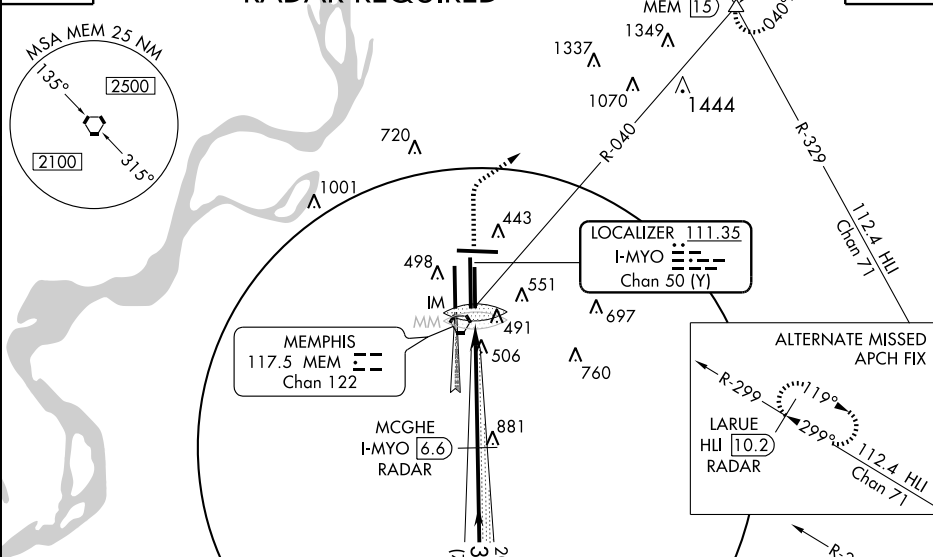 RADAR REQUIRED
MEM 15
040°
MSA MEM 25 NM
135°
2500
2100
315°
1349
1337
1070
1444
720
1001
R-040
R-329
112.4 HLI
Chan 71
443
LOCALIZER 111.35
I-MYO
Chan 50 (Y)
498
IM
MM
551
491
697
506
760
MEMPHIS
117.5 MEM
Chan 122
MCGHE
I-MYO 6.6
RADAR
881
ALTERNATE MISSED
APCH FIX
R-299
119°
299°
LARUE
HLI 10.2
RADAR
112.4 HLI
Chan 71